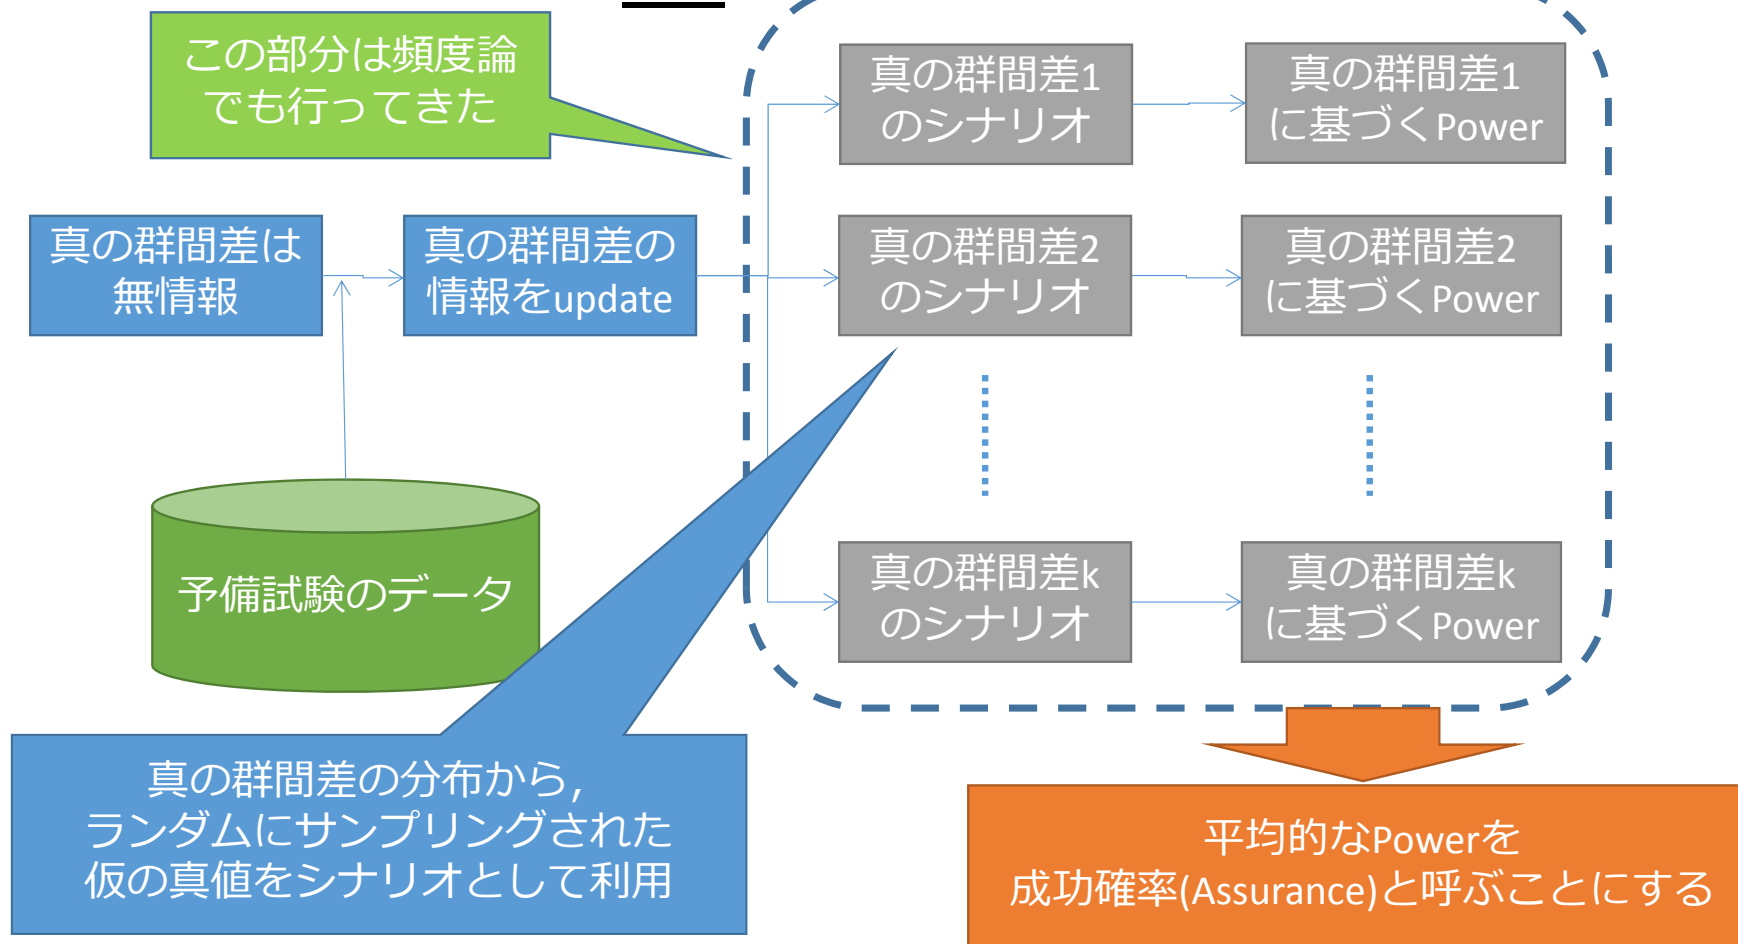 この部分は頻度論
でも行ってきた
真の群間差1
のシナリオ
真の群間差1
に基づくPower
真の群間差は
無情報
真の群間差の
情報をupdate
真の群間差2
のシナリオ
真の群間差2
に基づくPower
予備試験のデータ
真の群間差k
のシナリオ
真の群間差k
に基づくPower
真の群間差の分布から,
ランダムにサンプリングされた
仮の真値をシナリオとして利用
平均的なPowerを
成功確率(Assurance)と呼ぶことにする